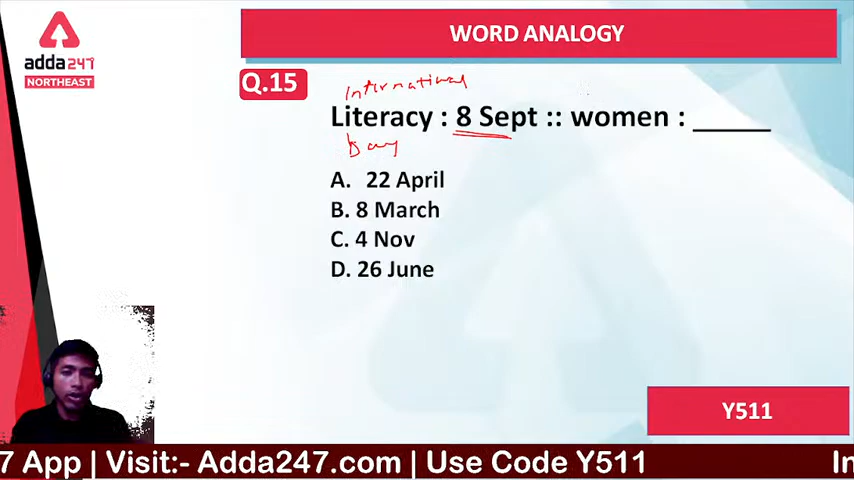 WORD ANALOGY
adda247
NORTHEAST
Q.15
International
Literacy : 8 Sept :: women : _____
Day
A. 22 April
B. 8 March
C. 4 Nov
D. 26 June
Y511
7 App | Visit:- Adda247.com | Use Code Y511
In